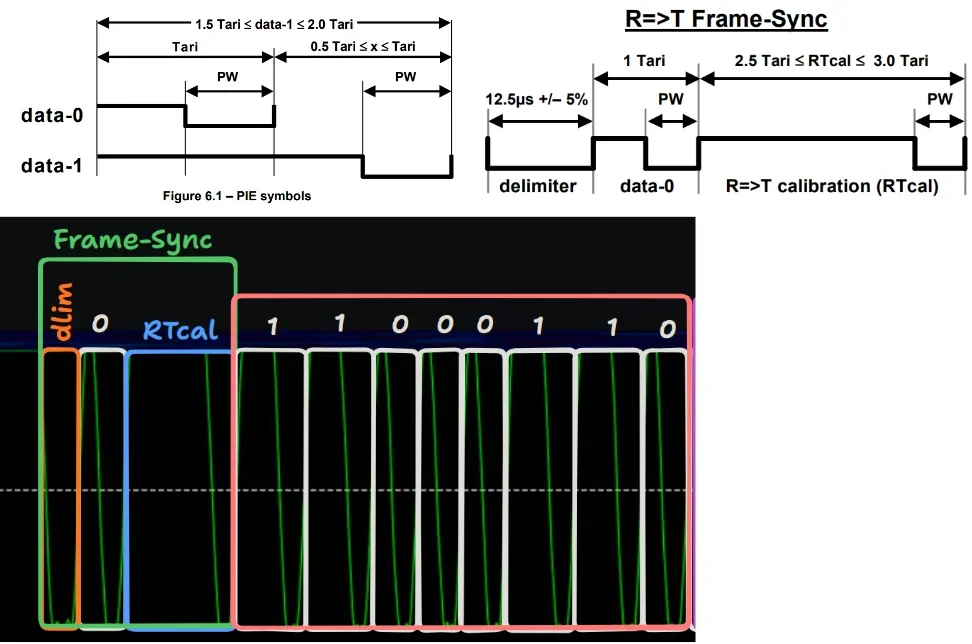 1.5 Tari ≤ data-1 ≤ 2.0 Tari
Tari
0.5 Tari ≤ x ≤ Tari
PW
PW
data-0
data-1
Figure 6.1 – PIE symbols
R=>T Frame-Sync
1 Tari
2.5 Tari ≤ RTcal ≤ 3.0 Tari
12.5µs +/– 5%
PW
PW
delimiter
data-0
R=>T calibration (RTcal)
Frame-Sync
dlim
0
RTcal
1 1 0 0 0 1 1 0